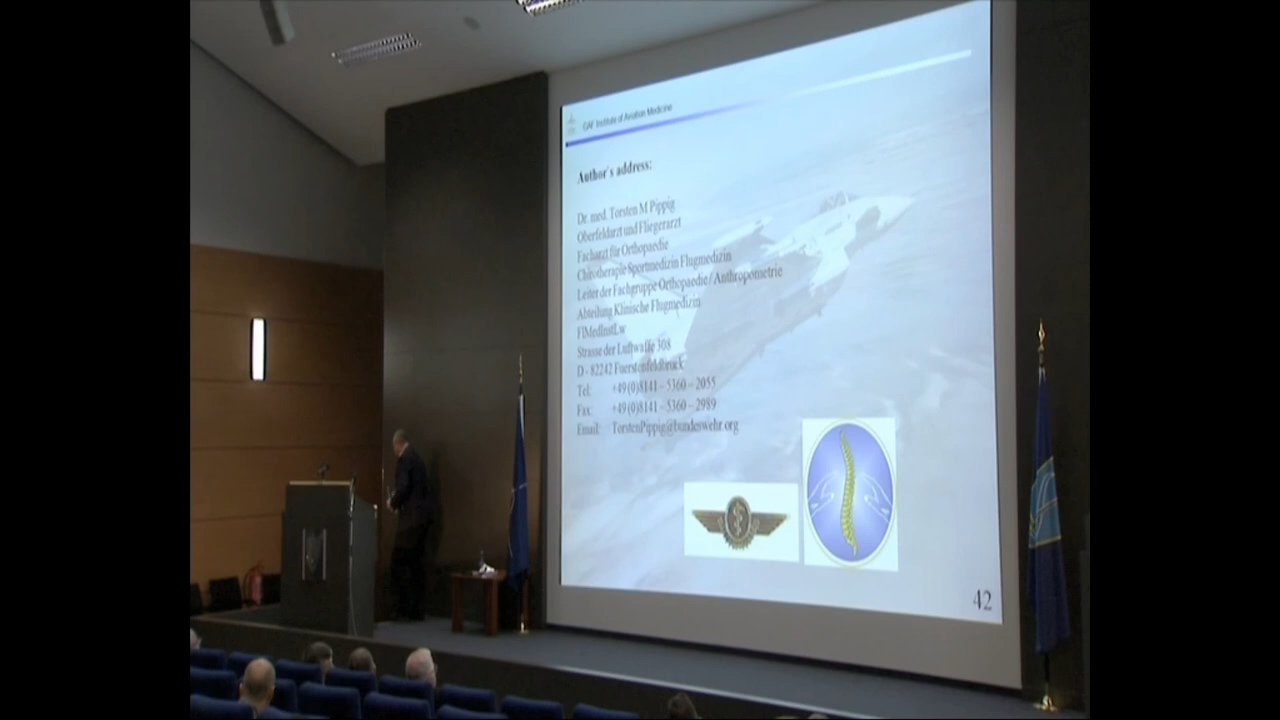 GAF Institute of Aviation Medicine
Author´s address:
Dr. med. Torsten M Pippig
Oberfeldarzt und Fliegerarzt
Facharzt für Orthopaedie
Chirotherapie Sportmedizin Flugmedizin
Leiter der Fachgruppe Orthopaedie / Anthropometrie
Abteilung Klinische Flugmedizin
FlMedInstLw
Strasse der Luftwaffe 308
D - 82242 Fuerstenfeldbruck
Tel: +49(0)8141 – 5360 – 2055
Fax: +49(0)8141 – 5360 – 2989
Email: TorstenPippig@bundeswehr.org
42